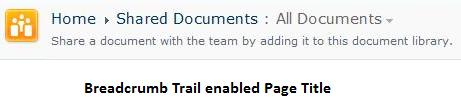 Home ▸ Shared Documents : All Documents ▾
Share a document with the team by adding it to this document library.
Breadcrumb Trail enabled Page Title